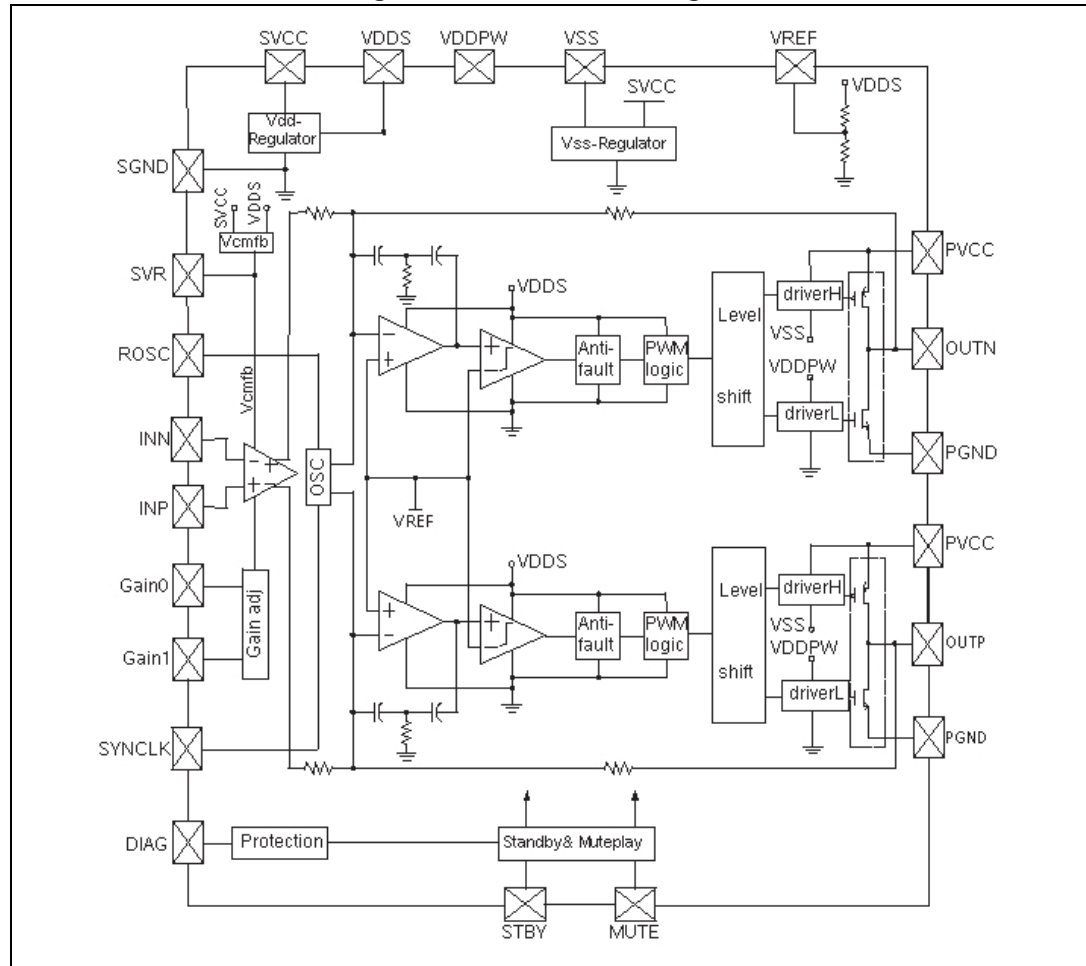 SVCC VDDS VDDPW VSS VREF
SVCC
VDDS
Vdd-
Regulator
Vss-Regulator
SGND
SVCC
VDDS
Vcmfb
SVR
PVCC
VDDS
driverH
Level
shift
VSS
VDDPW
driverL
ROSC
OUTN
Anti-
fault
PWM
logic
Vcmfb
INN
PGND
OSC
INP
VREF
PVCC
VDDS
Gain0
Gain adj
Level
shift
driverH
VSS
VDDPW
driverL
Anti-
fault
PWM
logic
Gain1
OUTP
SYNCLK
PGND
DIAG
Protection
Standby& Muteplay
STBY MUTE